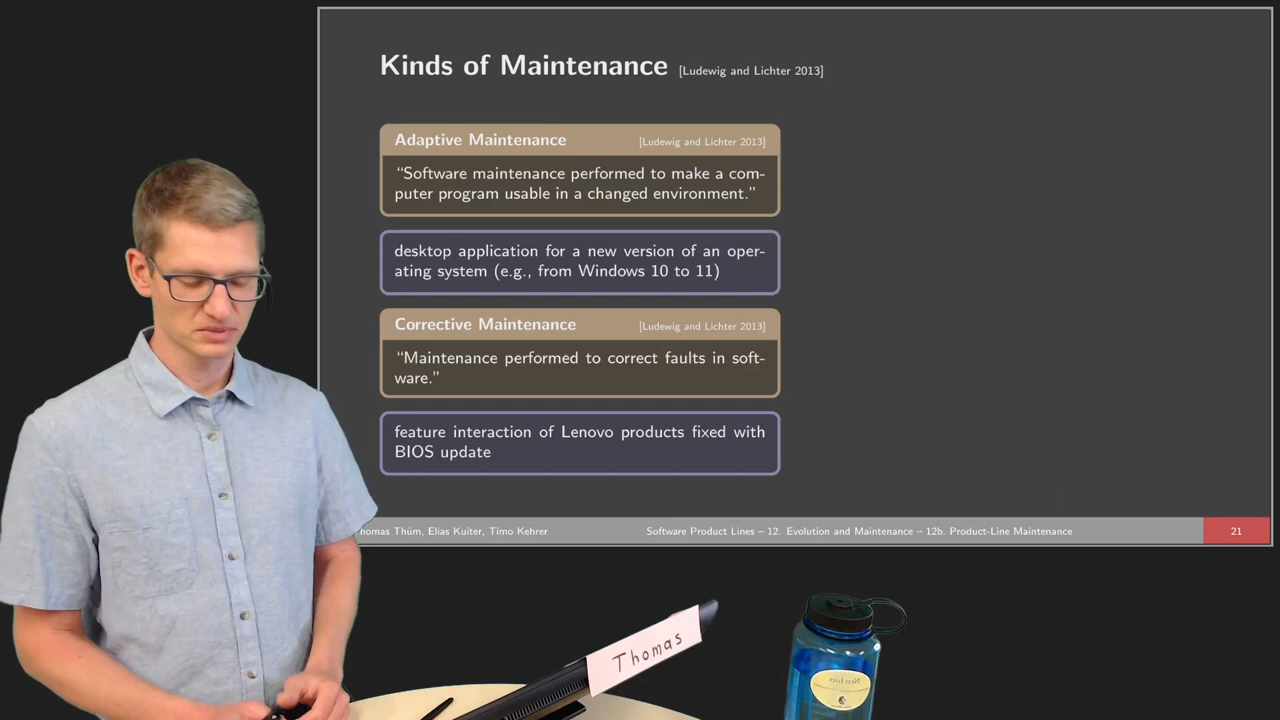 Kinds of Maintenance [Ludewig and Lichter 2013]
Adaptive Maintenance [Ludewig and Lichter 2013]
“Software maintenance performed to make a com-
puter program usable in a changed environment.”
desktop application for a new version of an oper-
ating system (e.g., from Windows 10 to 11)
Corrective Maintenance [Ludewig and Lichter 2013]
“Maintenance performed to correct faults in soft-
ware.”
feature interaction of Lenovo products fixed with
BIOS update
homas Thüm, Elias Kuiter, Timo Kehrer Software Product Lines – 12. Evolution and Maintenance – 12b. Product-Line Maintenance 21
Thomas